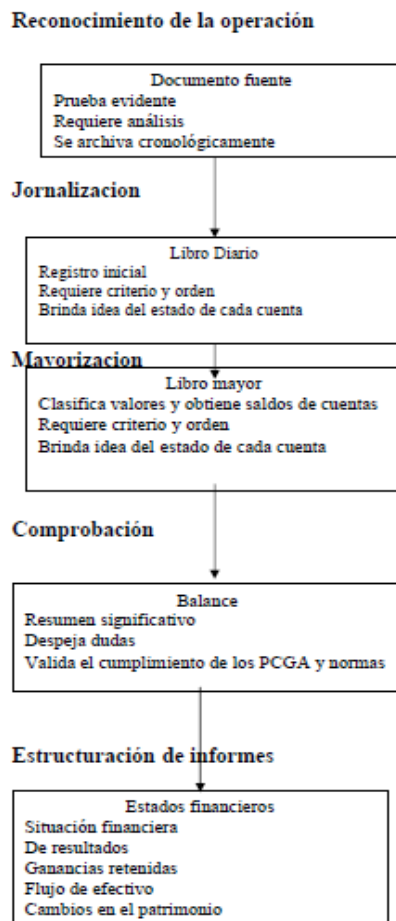 Reconocimiento de la operación
Documento fuente
Prueba evidente
Requiere análisis
Se archiva cronológicamente
Jornalizacion
Libro Diario
Registro inicial
Requiere criterio y orden
Brinda idea del estado de cada cuenta
Mayorizacion
Libro mayor
Clasifica valores y obtiene saldos de cuentas
Requiere criterio y orden
Brinda idea del estado de cada cuenta
Comprobación
Balance
Resumen significativo
Despeja dudas
Valida el cumplimiento de los PCGA y normas
Estructuración de informes
Estados financieros
Situación financiera
De resultados
Ganancias retenidas
Flujo de efectivo
Cambios en el patrimonio